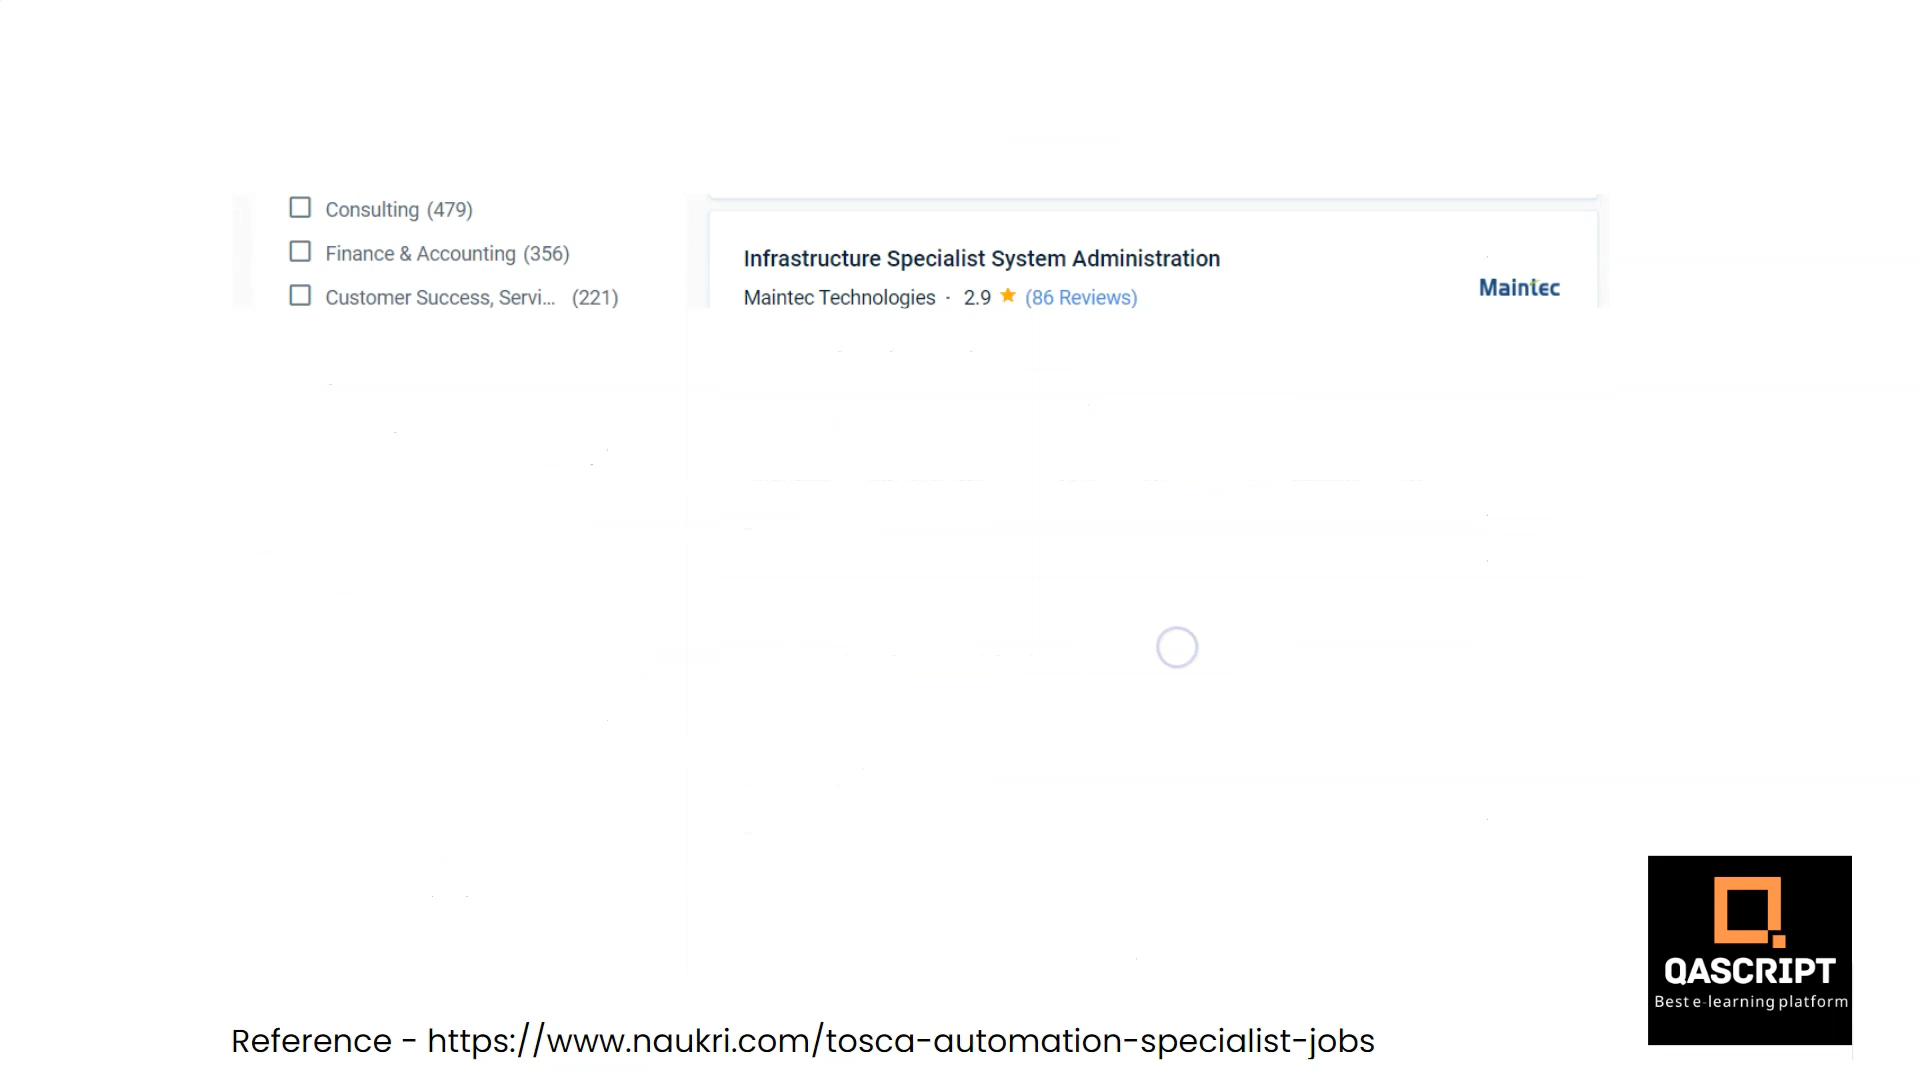 Consulting (479)
Finance & Accounting (356)
Customer Success, Servi... (221)
Infrastructure Specialist System Administration
Maintec Technologies · 2.9 ★ (86 Reviews)
Maintec
QASCRIPT
Best e-learning platform
Reference - https://www.naukri.com/tosca-automation-specialist-jobs